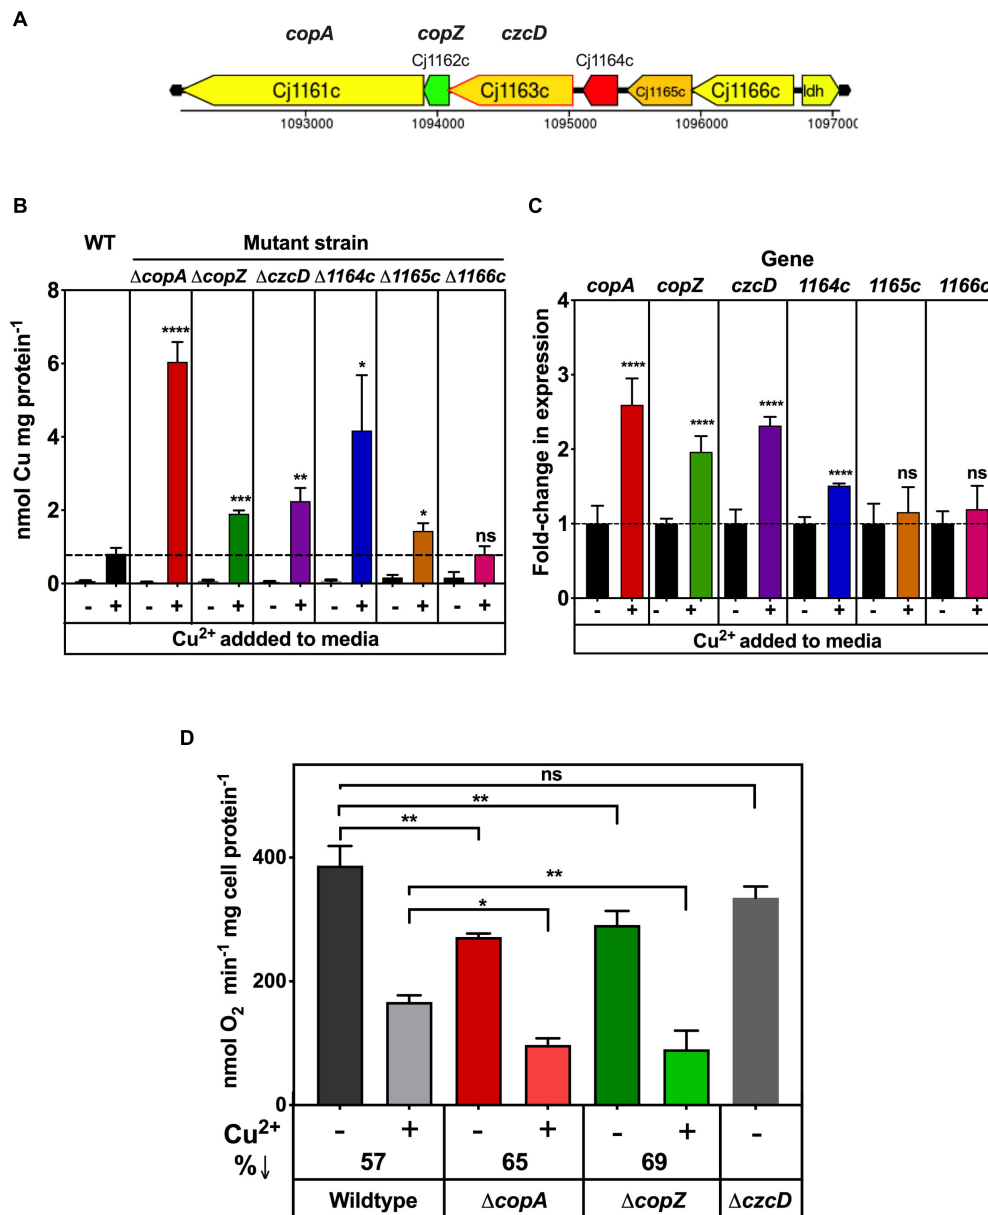 A
copA copZ czcD
Cj1162c Cj1164c
Cj1161c Cj1163c Cj1165c Cj1166c ldh
1093000 1094000 1095000 1096000 109700
B
WT Mutant strain
ΔcopA ΔcopZ ΔczcD Δ1164c Δ1165c Δ1166c
nmol Cu mg protein-1
8
6
4
2
0
**** *** ** * * ns
- + - + - + - + - + - + - +
Cu2+ addded to media
C
Gene
copA copZ czcD 1164c 1165c 1166c
Fold-change in expression
4
3
2
1
0
**** **** **** **** ns ns
- + - + - + - + - + - +
Cu2+ added to media
D
nmol O2 min-1 mg cell protein-1
400
200
0
ns
**
**
**
*
Cu2+ - + - + - + -
%↓ 57 65 69
Wildtype ΔcopA ΔcopZ ΔczcD